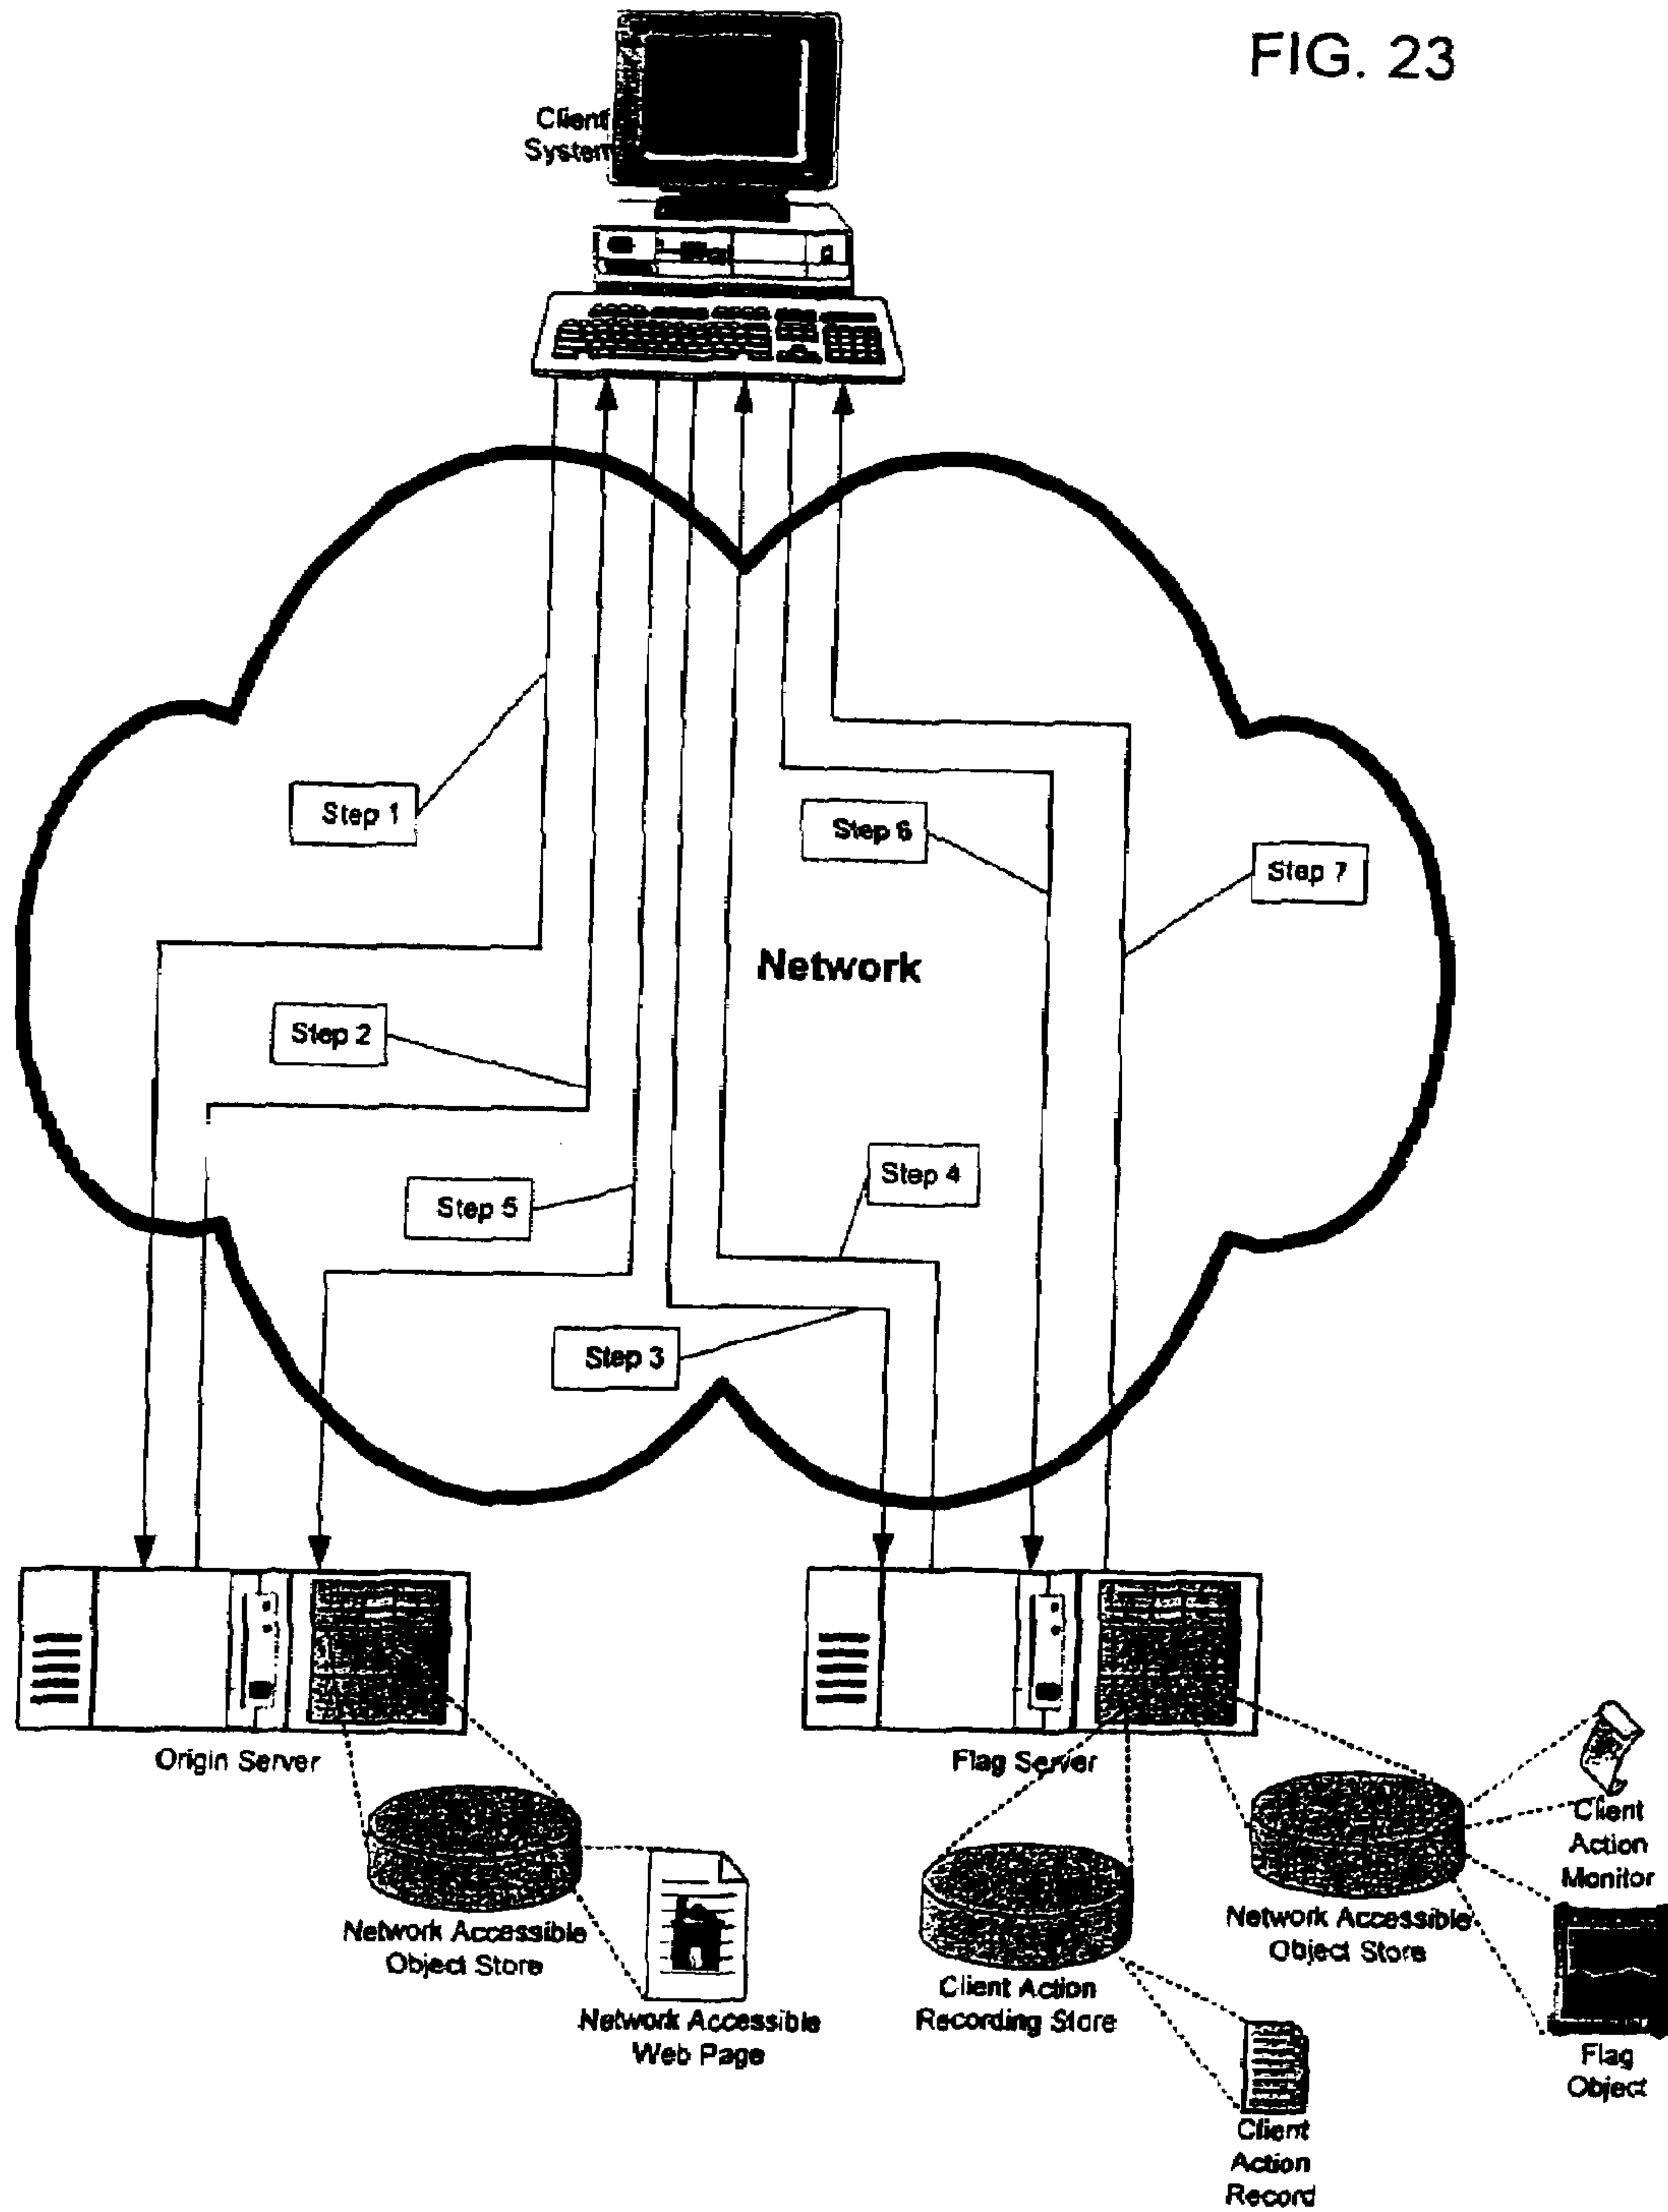 FIG. 23
Client
System
Step 1
Step 6
Step 7
Network
Step 2
Step 4
Step 5
Step 3
Origin Server
Flag Server
Client
Action
Monitor
Network Accessible
Object Store
Network Accessible
Object Store
Client Action
Recording Store
Network Accessible
Web Page
Flag
Object
Client
Action
Record